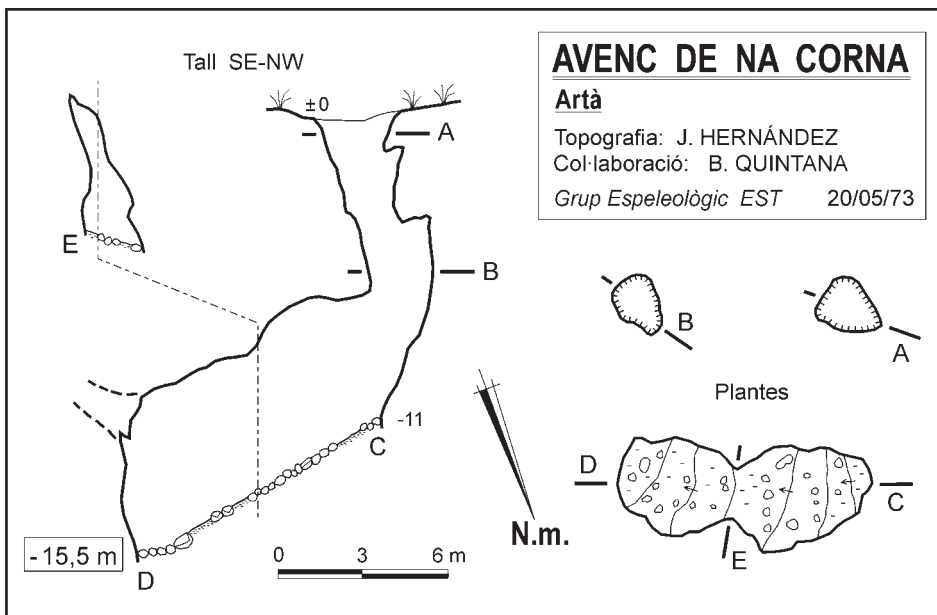 Tall SE-NW
±0
A
E
B
-11
C
-15,5 m
D
0 3 6 m
N.m.
AVENC DE NA CORNA
Artà
Topografia: J. HERNÁNDEZ
Col·laboració: B. QUINTANA
Grup Espeleològic EST 20/05/73
B
A
Plantes
D
C
E